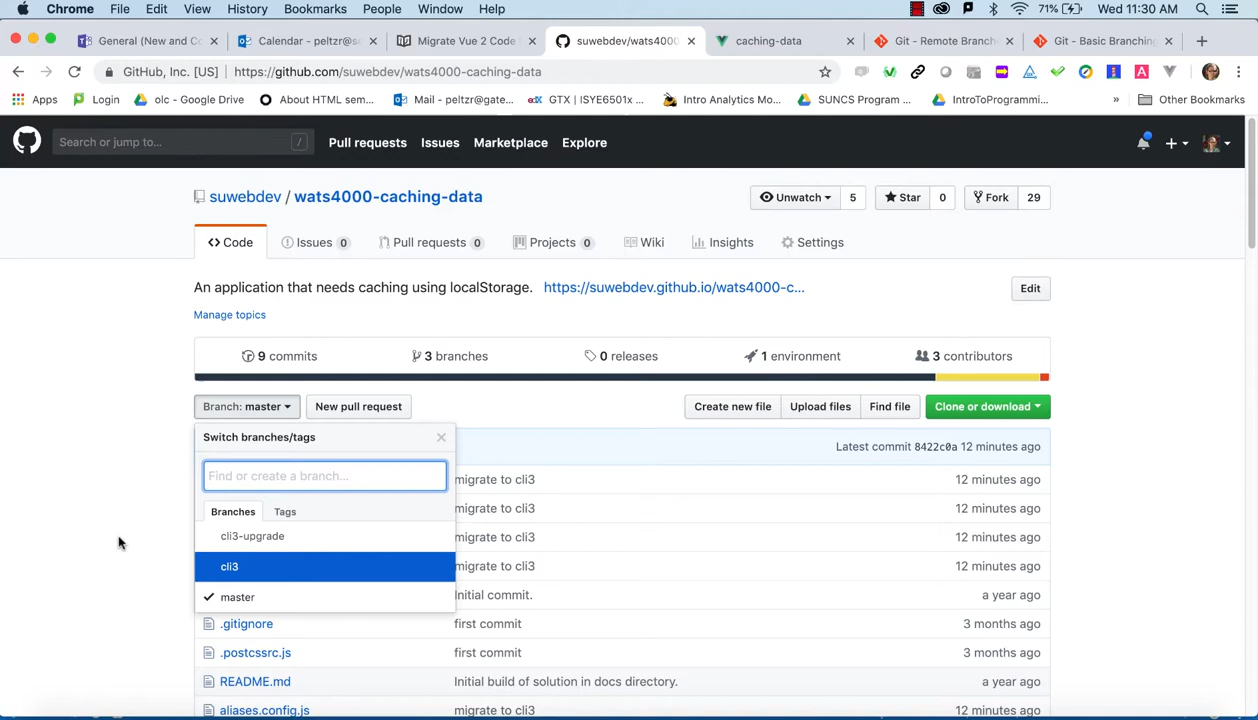 Chrome File Edit View History Bookmarks People Window Help 71% Wed 11:30 AM
General (New and Co Calendar - peltzr@se Migrate Vue 2 Code suwebdev/wats4000 caching-data Git - Remote Branch Git - Basic Branching
GitHub, Inc. [US] https://github.com/suwebdev/wats4000-caching-data
Apps Login olc - Google Drive About HTML sem... Mail - peltzr@gate... GTX | ISYE6501x ... Intro Analytics Mo... SUNCS Program ... IntroToProgrammi... » Other Bookmarks
Search or jump to... / Pull requests Issues Marketplace Explore
suwebdev / wats4000-caching-data Unwatch 5 Star 0 Fork 29
Code Issues 0 Pull requests 0 Projects 0 Wiki Insights Settings
An application that needs caching using localStorage. https://suwebdev.github.io/wats4000-c... Edit
Manage topics
9 commits 3 branches 0 releases 1 environment 3 contributors
Branch: master New pull request Create new file Upload files Find file Clone or download
Switch branches/tags
Latest commit 8422c0a 12 minutes ago
Find or create a branch... migrate to cli3 12 minutes ago
Branches Tags migrate to cli3 12 minutes ago
cli3-upgrade migrate to cli3 12 minutes ago
cli3 migrate to cli3 12 minutes ago
master Initial commit. a year ago
.gitignore first commit 3 months ago
.postcssrc.js first commit 3 months ago
README.md Initial build of solution in docs directory. a year ago
aliases.config.js migrate to cli3 12 minutes ago